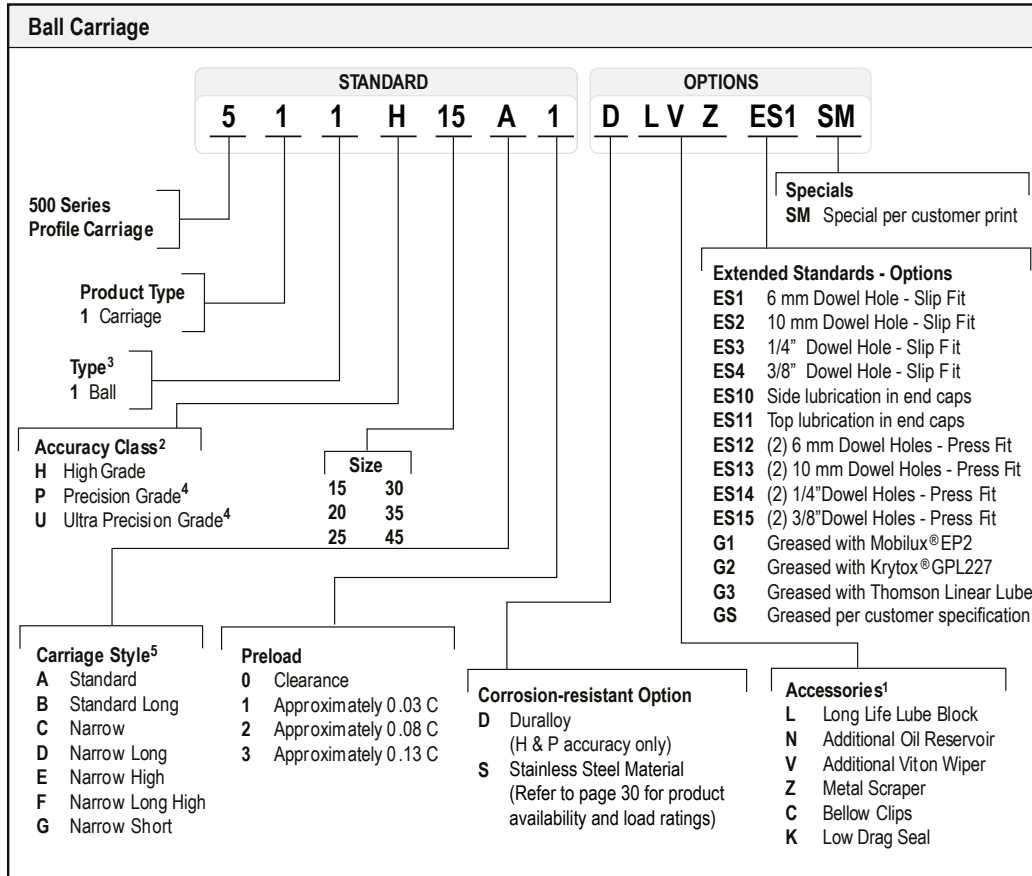 Ball Carriage
STANDARD
OPTIONS
5 1 1 H 15 A 1 D L V Z ES1 SM
500 Series
Profile Carriage
Product Type
1 Carriage
Type3
1 Ball
Accuracy Class2
H High Grade
P Precision Grade4
U Ultra Precision Grade4
Size
15 30
20 35
25 45
Specials
SM Special per customer print
Extended Standards - Options
ES1 6 mm Dowel Hole - Slip Fit
ES2 10 mm Dowel Hole - Slip Fit
ES3 1/4” Dowel Hole - Slip Fit
ES4 3/8” Dowel Hole - Slip Fit
ES10 Side lubrication in end caps
ES11 Top lubrication in end caps
ES12 (2) 6 mm Dowel Holes - Press Fit
ES13 (2) 10 mm Dowel Holes - Press Fit
ES14 (2) 1/4”Dowel Holes - Press Fit
ES15 (2) 3/8”Dowel Holes - Press Fit
G1 Greased with Mobilux® EP2
G2 Greased with Krytox® GPL227
G3 Greased with Thomson Linear Lube
GS Greased per customer specification
Carriage Style5
A Standard
B Standard Long
C Narrow
D Narrow Long
E Narrow High
F Narrow Long High
G Narrow Short
Preload
0 Clearance
1 Approximately 0.03 C
2 Approximately 0.08 C
3 Approximately 0.13 C
Corrosion-resistant Option
D Duralloy
(H & P accuracy only)
S Stainless Steel Material
(Refer to page 30 for product
availability and load ratings)
Accessories1
L Long Life Lube Block
N Additional Oil Reservoir
V Additional Viton Wiper
Z Metal Scraper
C Bellow Clips
K Low Drag Seal